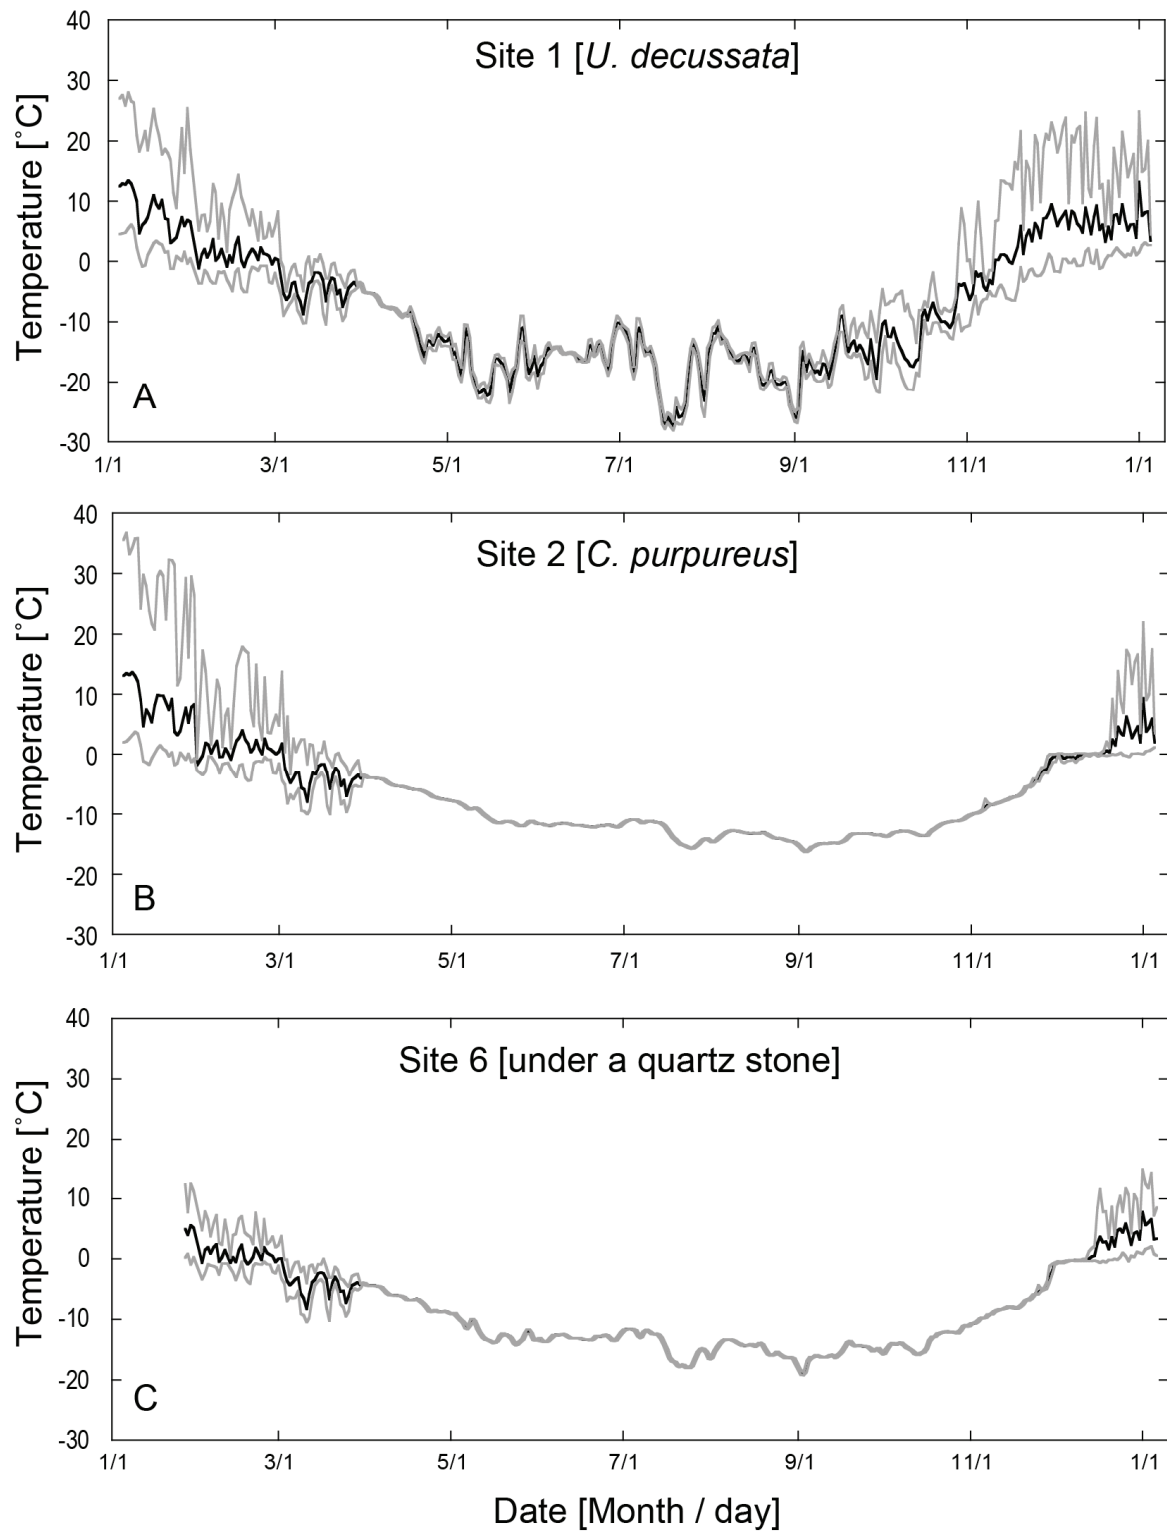 Site 1 [U. decussata]
Temperature [˚C]
40
30
20
10
0
-10
-20
-30
A
1/1 3/1 5/1 7/1 9/1 11/1 1/1
Site 2 [C. purpureus]
Temperature [˚C]
40
30
20
10
0
-10
-20
-30
B
1/1 3/1 5/1 7/1 9/1 11/1 1/1
Site 6 [under a quartz stone]
Temperature [˚C]
40
30
20
10
0
-10
-20
-30
C
1/1 3/1 5/1 7/1 9/1 11/1 1/1
Date [Month / day]